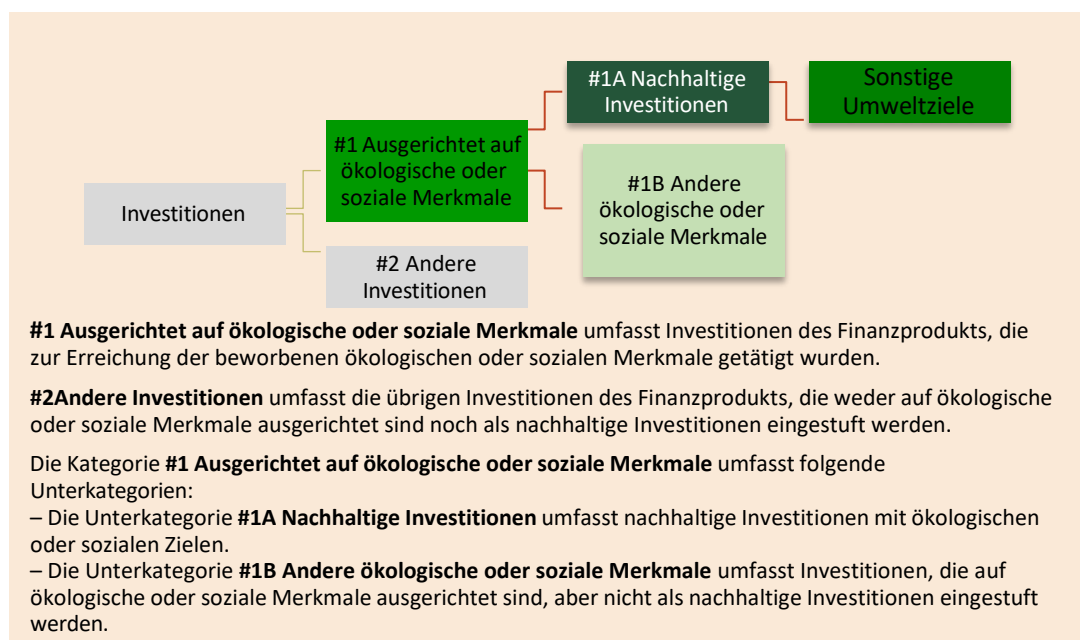 #1A Nachhaltige
Investitionen
Sonstige
Umweltziele
#1 Ausgerichtet auf
ökologische oder
soziale Merkmale
#1B Andere
ökologische oder
soziale Merkmale
Investitionen
#2 Andere
Investitionen
#1 Ausgerichtet auf ökologische oder soziale Merkmale umfasst Investitionen des Finanzprodukts, die
zur Erreichung der beworbenen ökologischen oder sozialen Merkmale getätigt wurden.
#2Andere Investitionen umfasst die übrigen Investitionen des Finanzprodukts, die weder auf ökologische
oder soziale Merkmale ausgerichtet sind noch als nachhaltige Investitionen eingestuft werden.
Die Kategorie #1 Ausgerichtet auf ökologische oder soziale Merkmale umfasst folgende
Unterkategorien:
– Die Unterkategorie #1A Nachhaltige Investitionen umfasst nachhaltige Investitionen mit ökologischen
oder sozialen Zielen.
– Die Unterkategorie #1B Andere ökologische oder soziale Merkmale umfasst Investitionen, die auf
ökologische oder soziale Merkmale ausgerichtet sind, aber nicht als nachhaltige Investitionen eingestuft
werden.